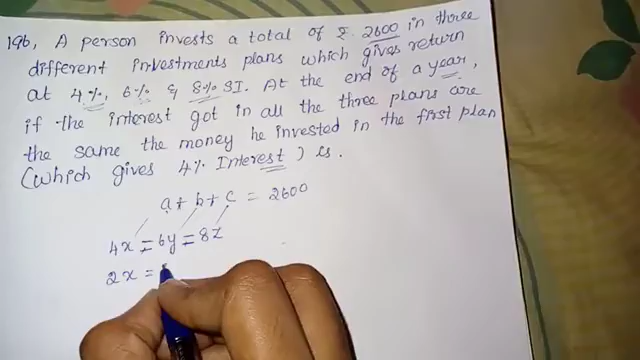 196, A person invests a total of ₹. 2600 in three
different investments plans which gives return
at 4%, 6% & 8% SI. At the end of a year,
if the interest got in all the three plans are
the same the money he invested in the first plan
(which gives 4% Interest) is.
a + b + c = 2600
4x = 6y = 8z
2x =